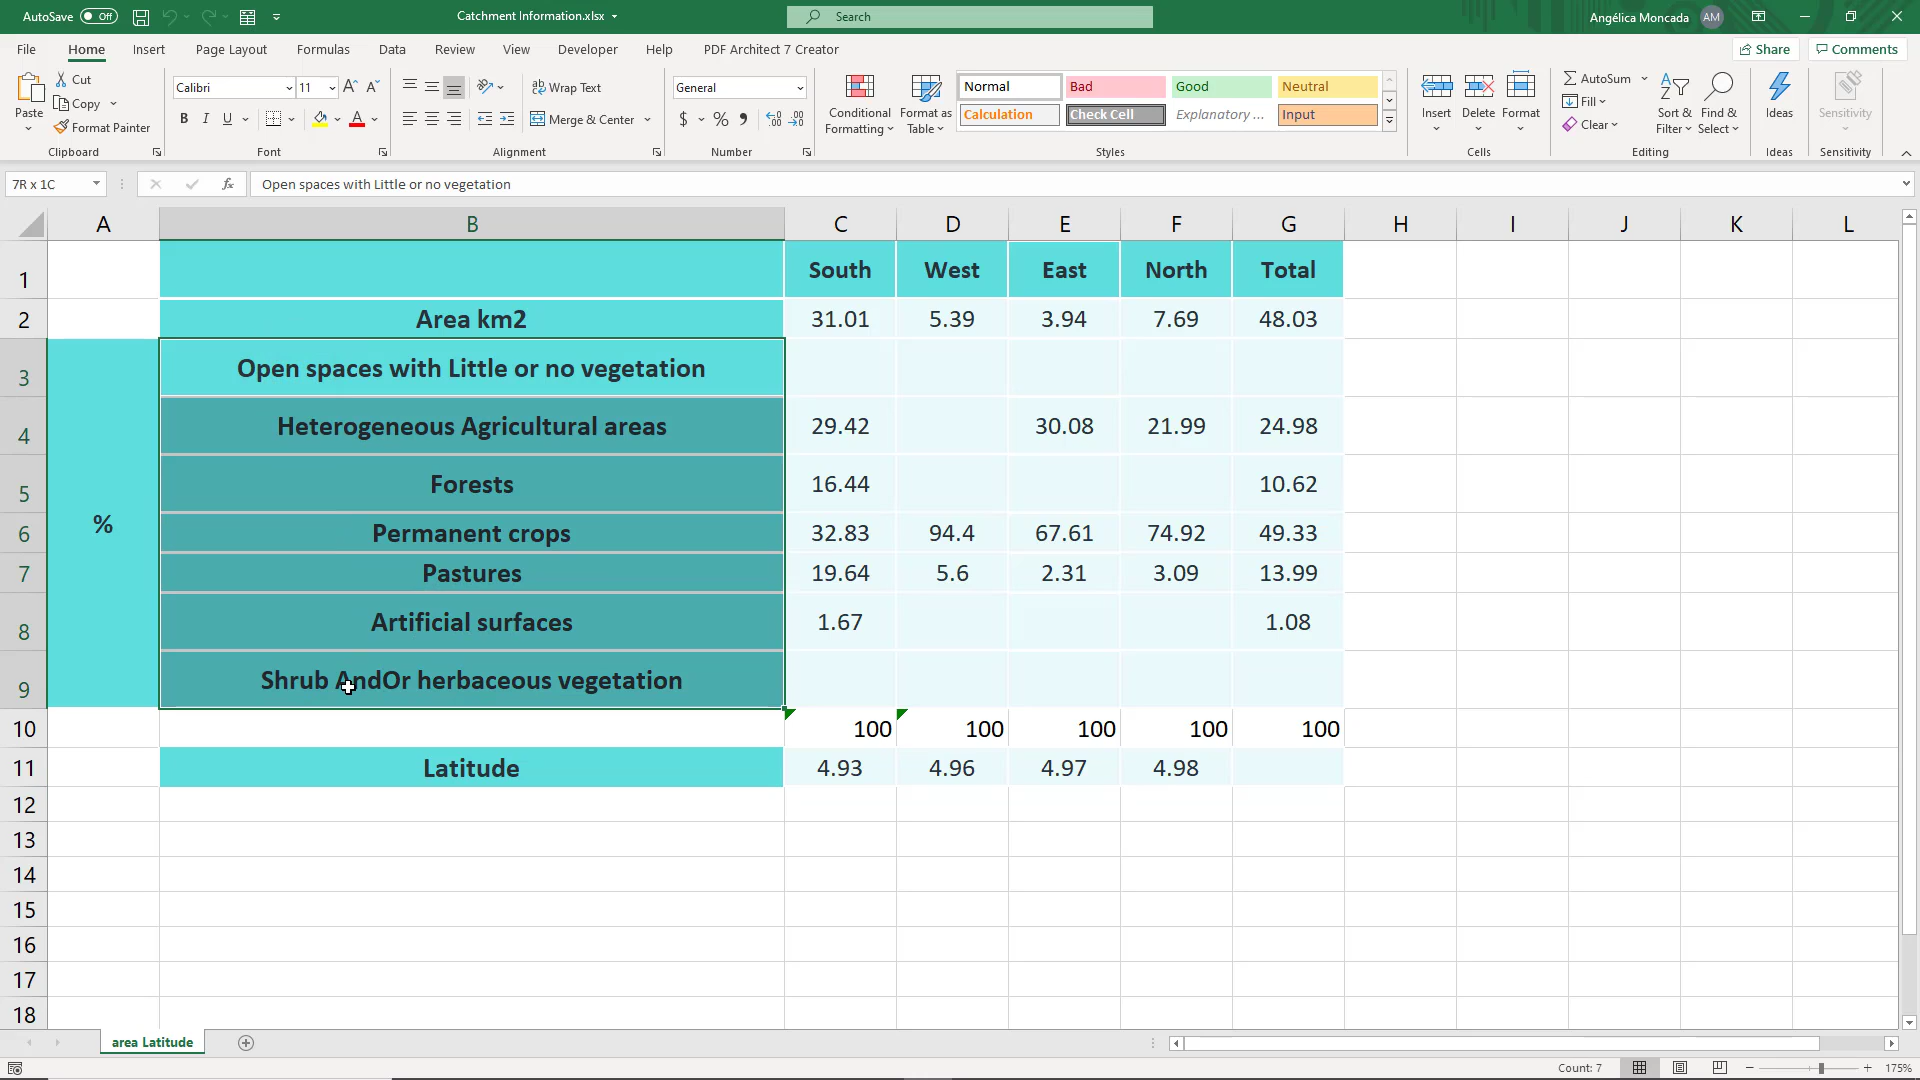 AutoSave Off
Catchment Information.xlsx
Search
Angélica Moncada AM
File Home Insert Page Layout Formulas Data Review View Developer Help PDF Architect 7 Creator
Share Comments
Paste
Cut
Copy
Format Painter
Clipboard
Calibri 11 A A
B I U A
Font
Wrap Text
Merge & Center
Alignment
General
$ % ,
Number
Conditional Formatting
Format as Table
Normal Bad Good Neutral
Calculation Check Cell Explanatory ... Input
Styles
Insert Delete Format
Cells
AutoSum
Fill
Clear
Sort & Filter
Find & Select
Editing
Ideas
Ideas
Sensitivity
Sensitivity
7R x 1C fx Open spaces with Little or no vegetation
A B C D E F G H I J K L
1 South West East North Total
2 Area km2 31.01 5.39 3.94 7.69 48.03
3 Open spaces with Little or no vegetation
4 Heterogeneous Agricultural areas 29.42 30.08 21.99 24.98
5 Forests 16.44 10.62
%
6 Permanent crops 32.83 94.4 67.61 74.92 49.33
7 Pastures 19.64 5.6 2.31 3.09 13.99
8 Artificial surfaces 1.67 1.08
9 Shrub AndOr herbaceous vegetation
10 100 100 100 100 100
11 Latitude 4.93 4.96 4.97 4.98
12
13
14
15
16
17
18
area Latitude
Count: 7 175%